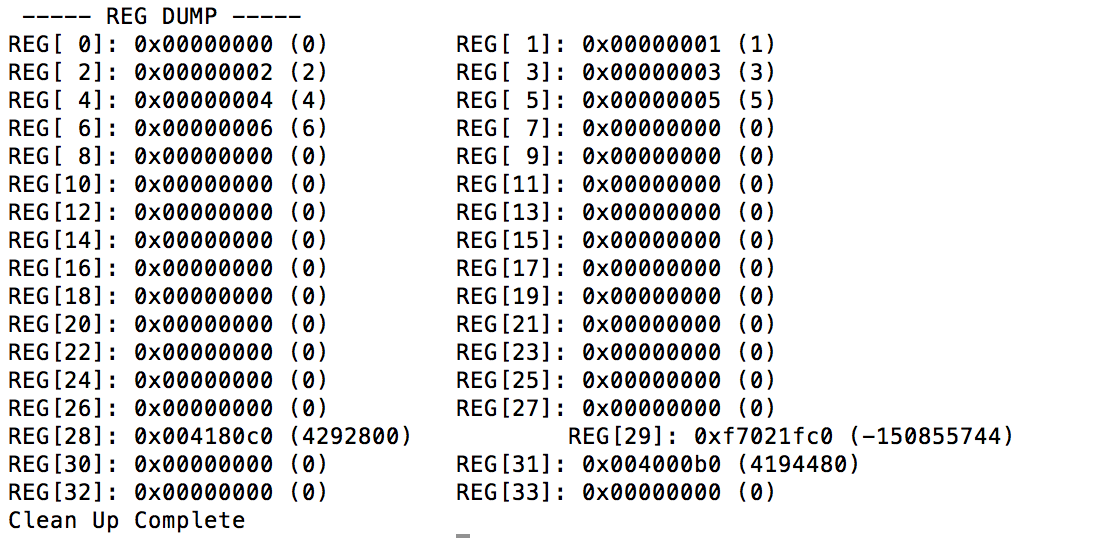 ----- REG DUMP -----
REG[ 0]: 0x00000000 (0) REG[ 1]: 0x00000001 (1)
REG[ 2]: 0x00000002 (2) REG[ 3]: 0x00000003 (3)
REG[ 4]: 0x00000004 (4) REG[ 5]: 0x00000005 (5)
REG[ 6]: 0x00000006 (6) REG[ 7]: 0x00000000 (0)
REG[ 8]: 0x00000000 (0) REG[ 9]: 0x00000000 (0)
REG[10]: 0x00000000 (0) REG[11]: 0x00000000 (0)
REG[12]: 0x00000000 (0) REG[13]: 0x00000000 (0)
REG[14]: 0x00000000 (0) REG[15]: 0x00000000 (0)
REG[16]: 0x00000000 (0) REG[17]: 0x00000000 (0)
REG[18]: 0x00000000 (0) REG[19]: 0x00000000 (0)
REG[20]: 0x00000000 (0) REG[21]: 0x00000000 (0)
REG[22]: 0x00000000 (0) REG[23]: 0x00000000 (0)
REG[24]: 0x00000000 (0) REG[25]: 0x00000000 (0)
REG[26]: 0x00000000 (0) REG[27]: 0x00000000 (0)
REG[28]: 0x004180c0 (4292800) REG[29]: 0xf7021fc0 (-150855744)
REG[30]: 0x00000000 (0) REG[31]: 0x004000b0 (4194480)
REG[32]: 0x00000000 (0) REG[33]: 0x00000000 (0)
Clean Up Complete